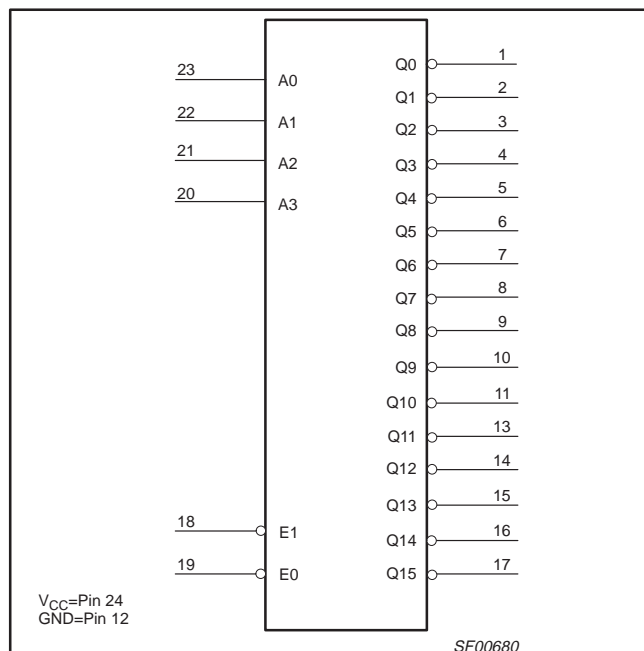 23 A0
22 A1
21 A2
20 A3
18 E1
19 E0
Q0 1
Q1 2
Q2 3
Q3 4
Q4 5
Q5 6
Q6 7
Q7 8
Q8 9
Q9 10
Q10 11
Q11 13
Q12 14
Q13 15
Q14 16
Q15 17
VCC=Pin 24
GND=Pin 12
SF00680